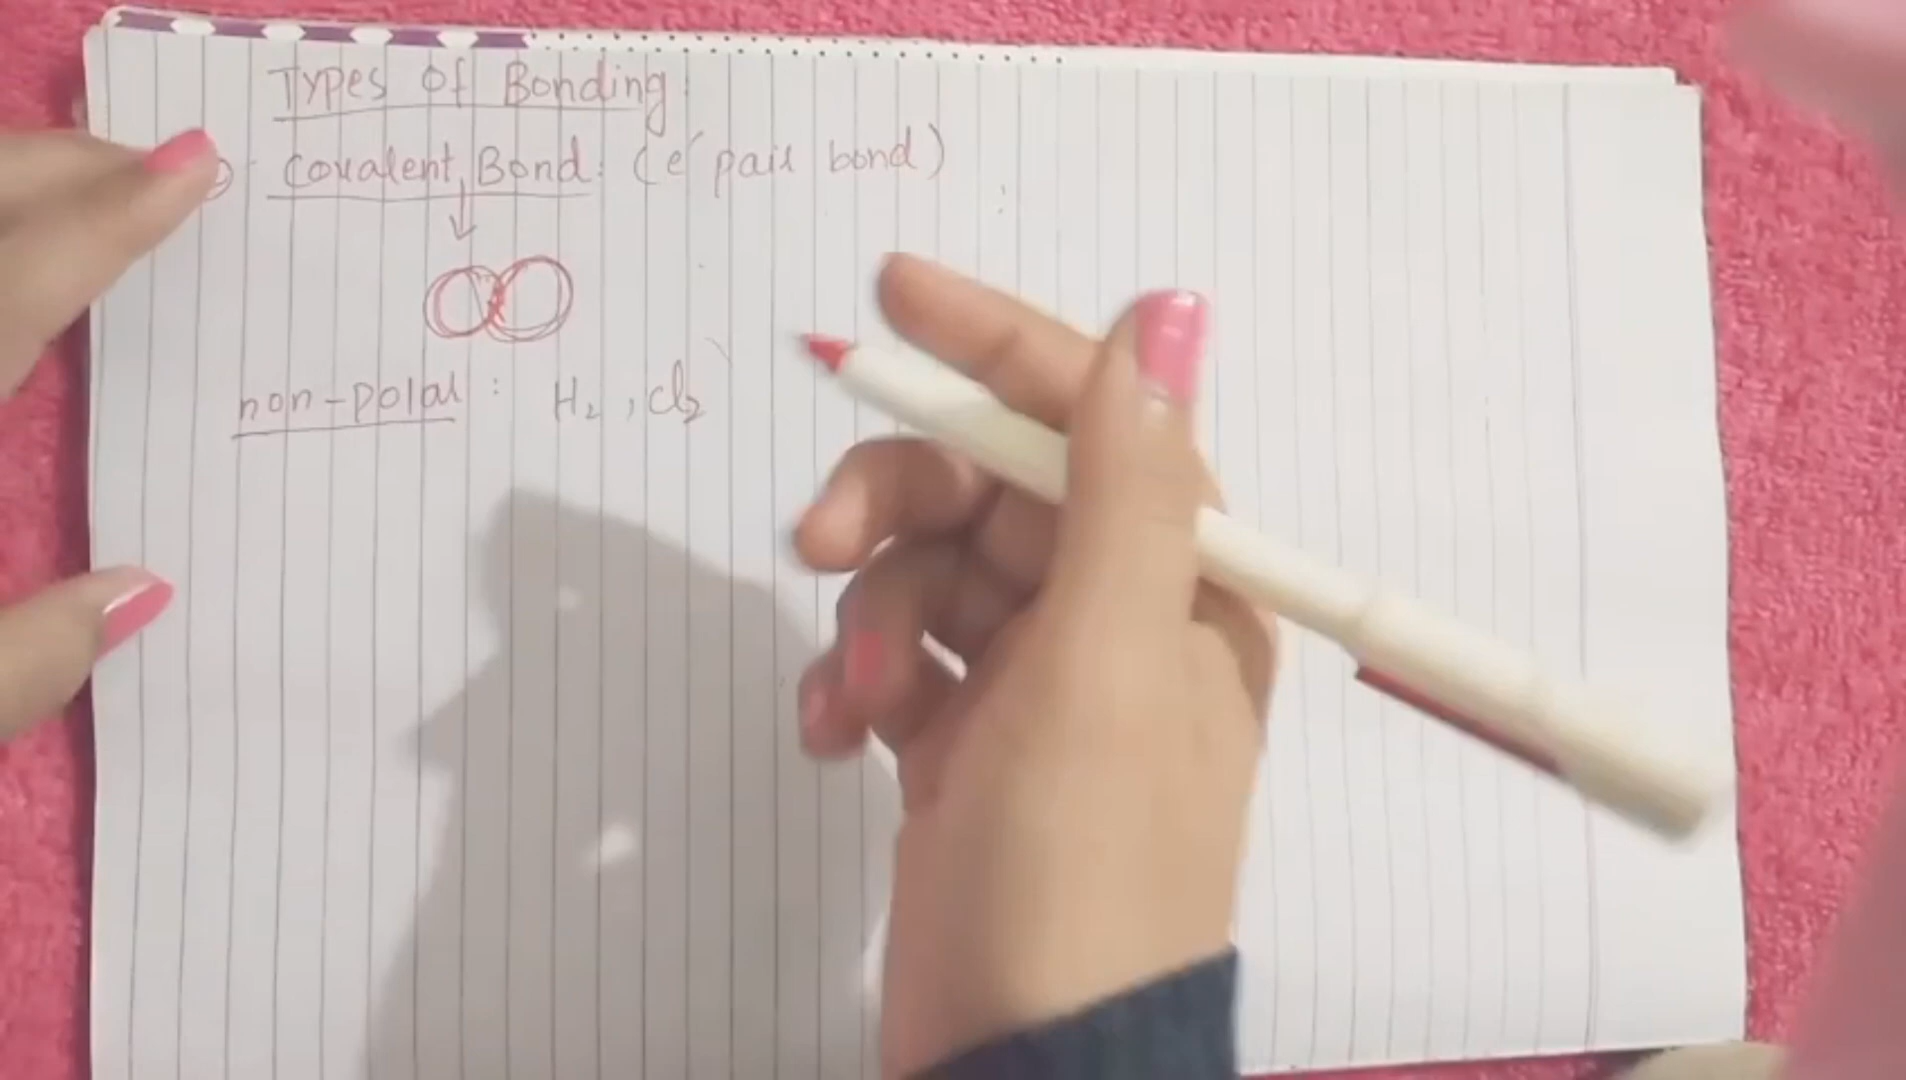 Types Of Bonding:
Covalent Bond: (e⁻ pair bond)
non-polar : H₂ , Cl₂